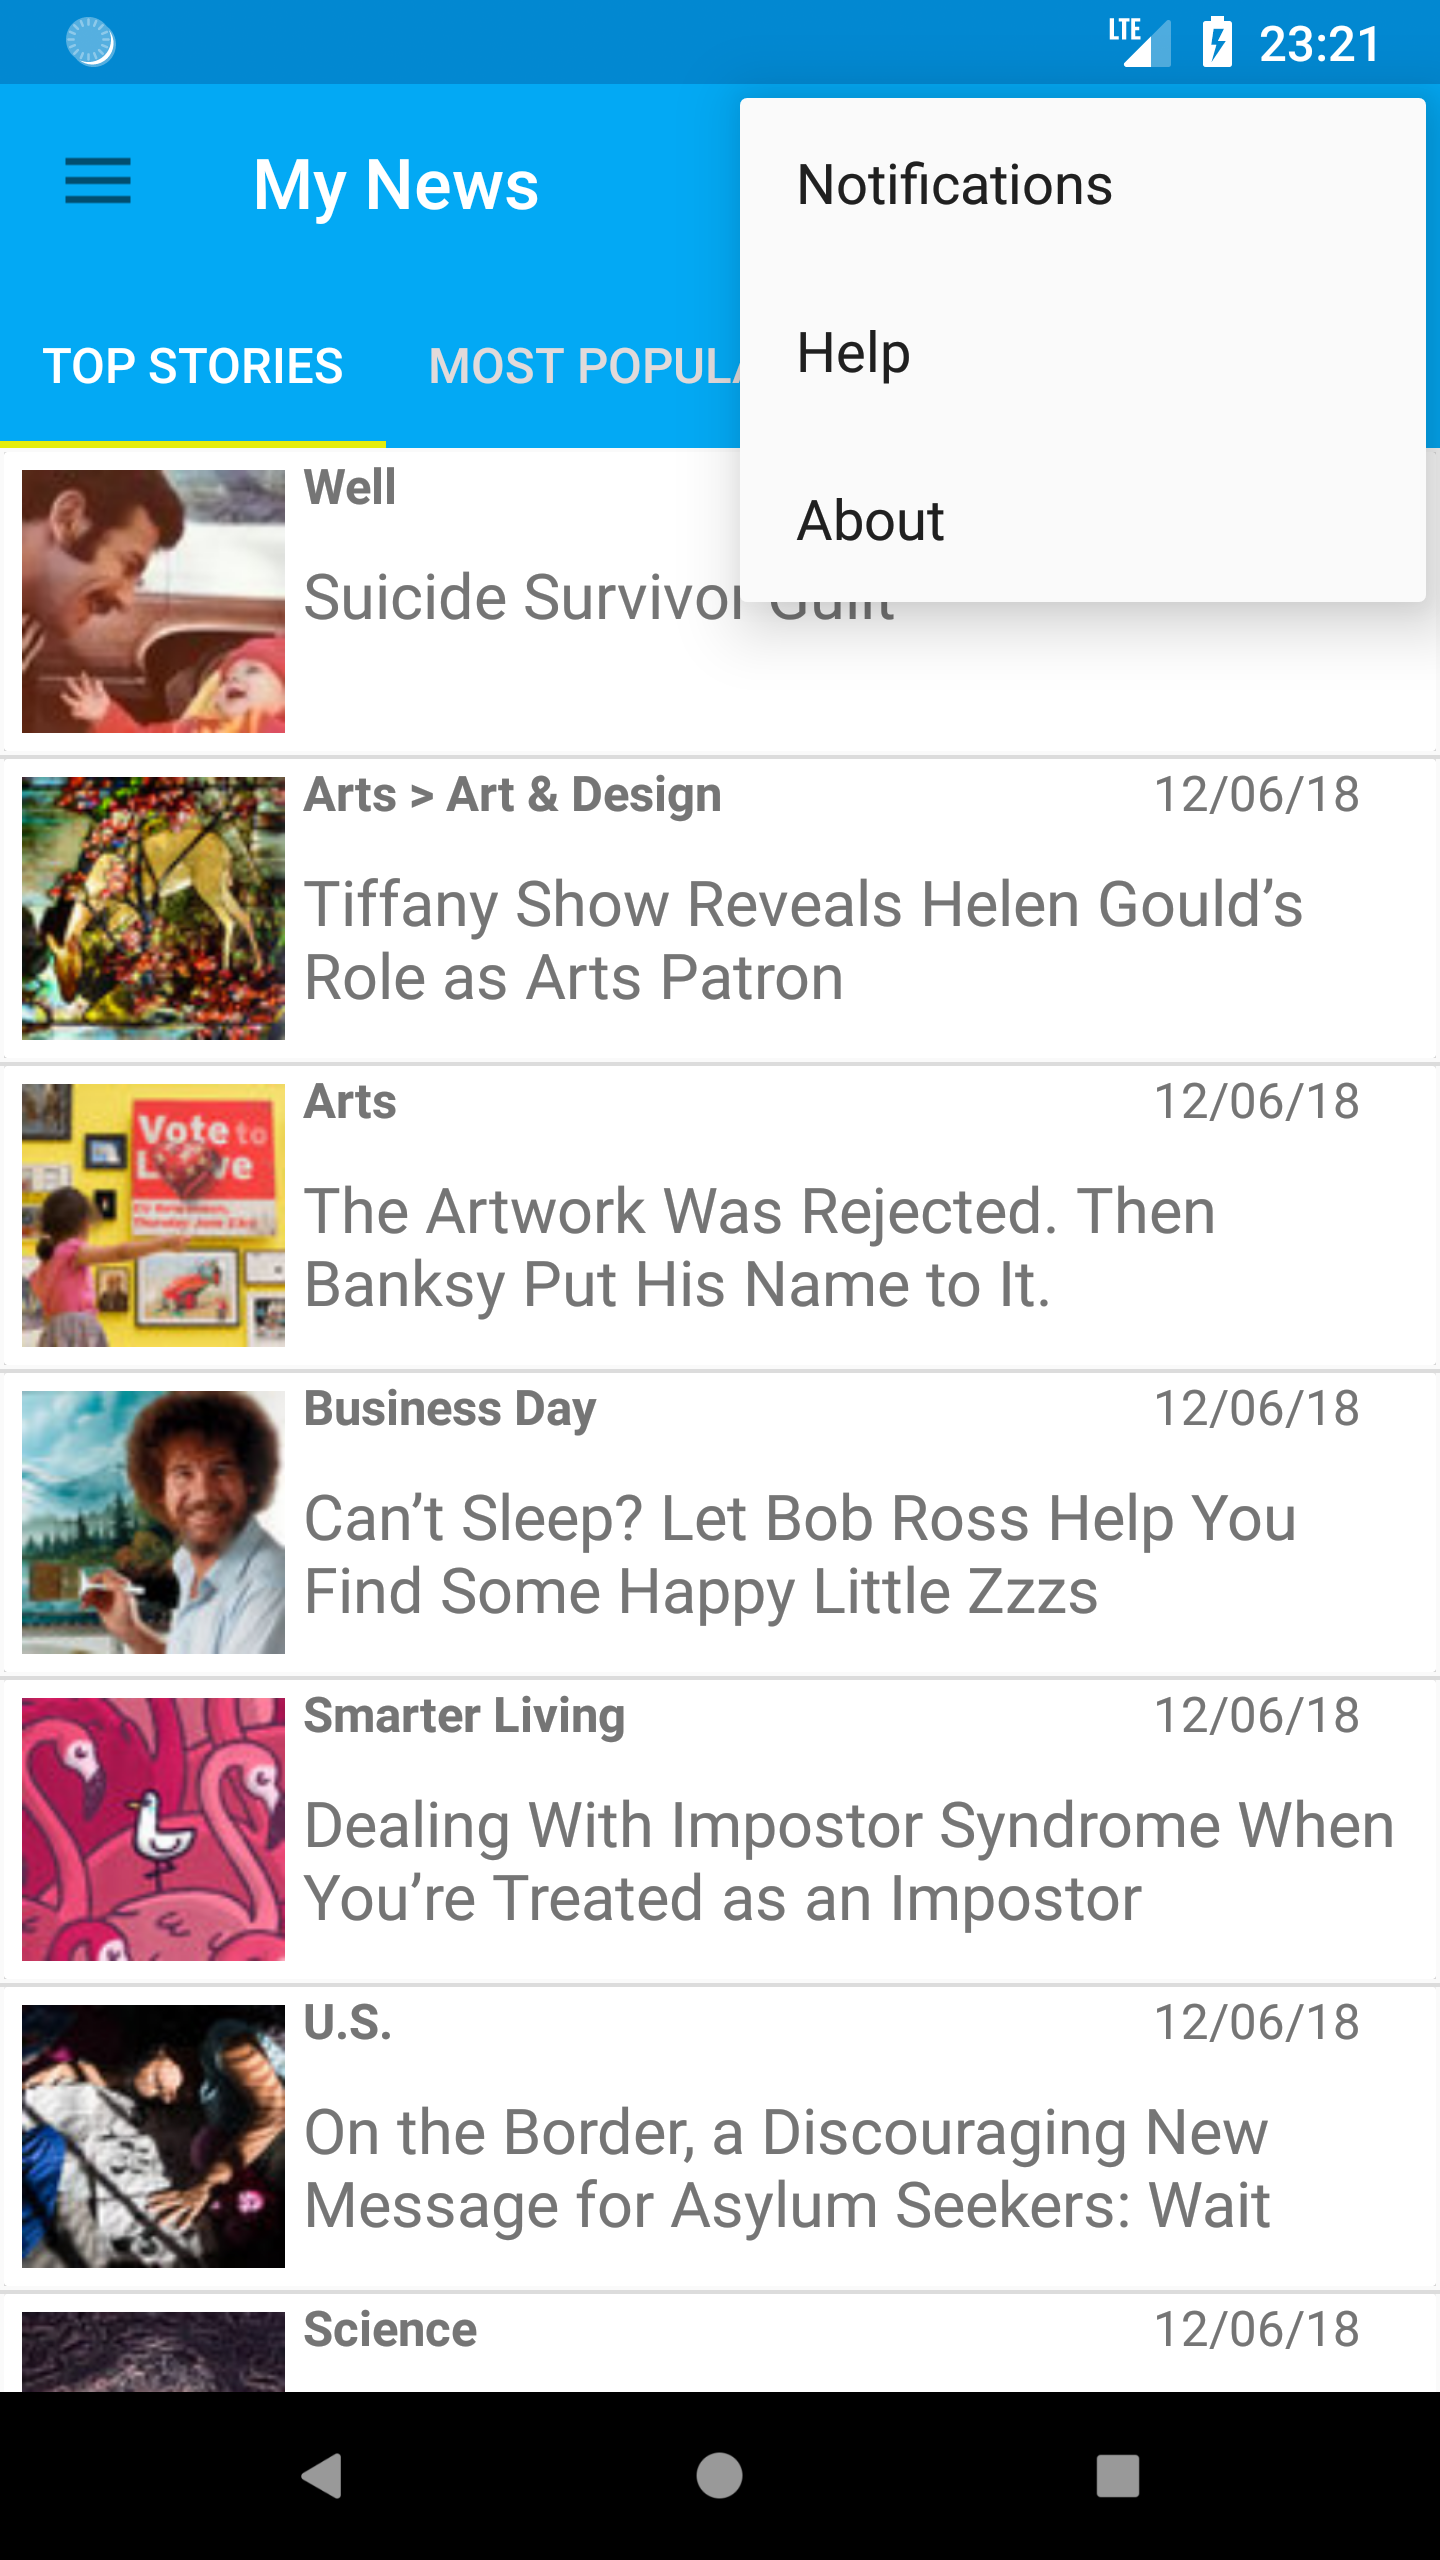 LTE 23:21
My News
Notifications
Help
About
TOP STORIES
MOST POPULA
Well
Suicide Survivor Guilt
Arts > Art & Design 12/06/18
Tiffany Show Reveals Helen Gould’s
Role as Arts Patron
Vote to
Arts 12/06/18
The Artwork Was Rejected. Then
Banksy Put His Name to It.
Business Day 12/06/18
Can’t Sleep? Let Bob Ross Help You
Find Some Happy Little Zzzs
Smarter Living 12/06/18
Dealing With Impostor Syndrome When
You’re Treated as an Impostor
U.S. 12/06/18
On the Border, a Discouraging New
Message for Asylum Seekers: Wait
Science 12/06/18